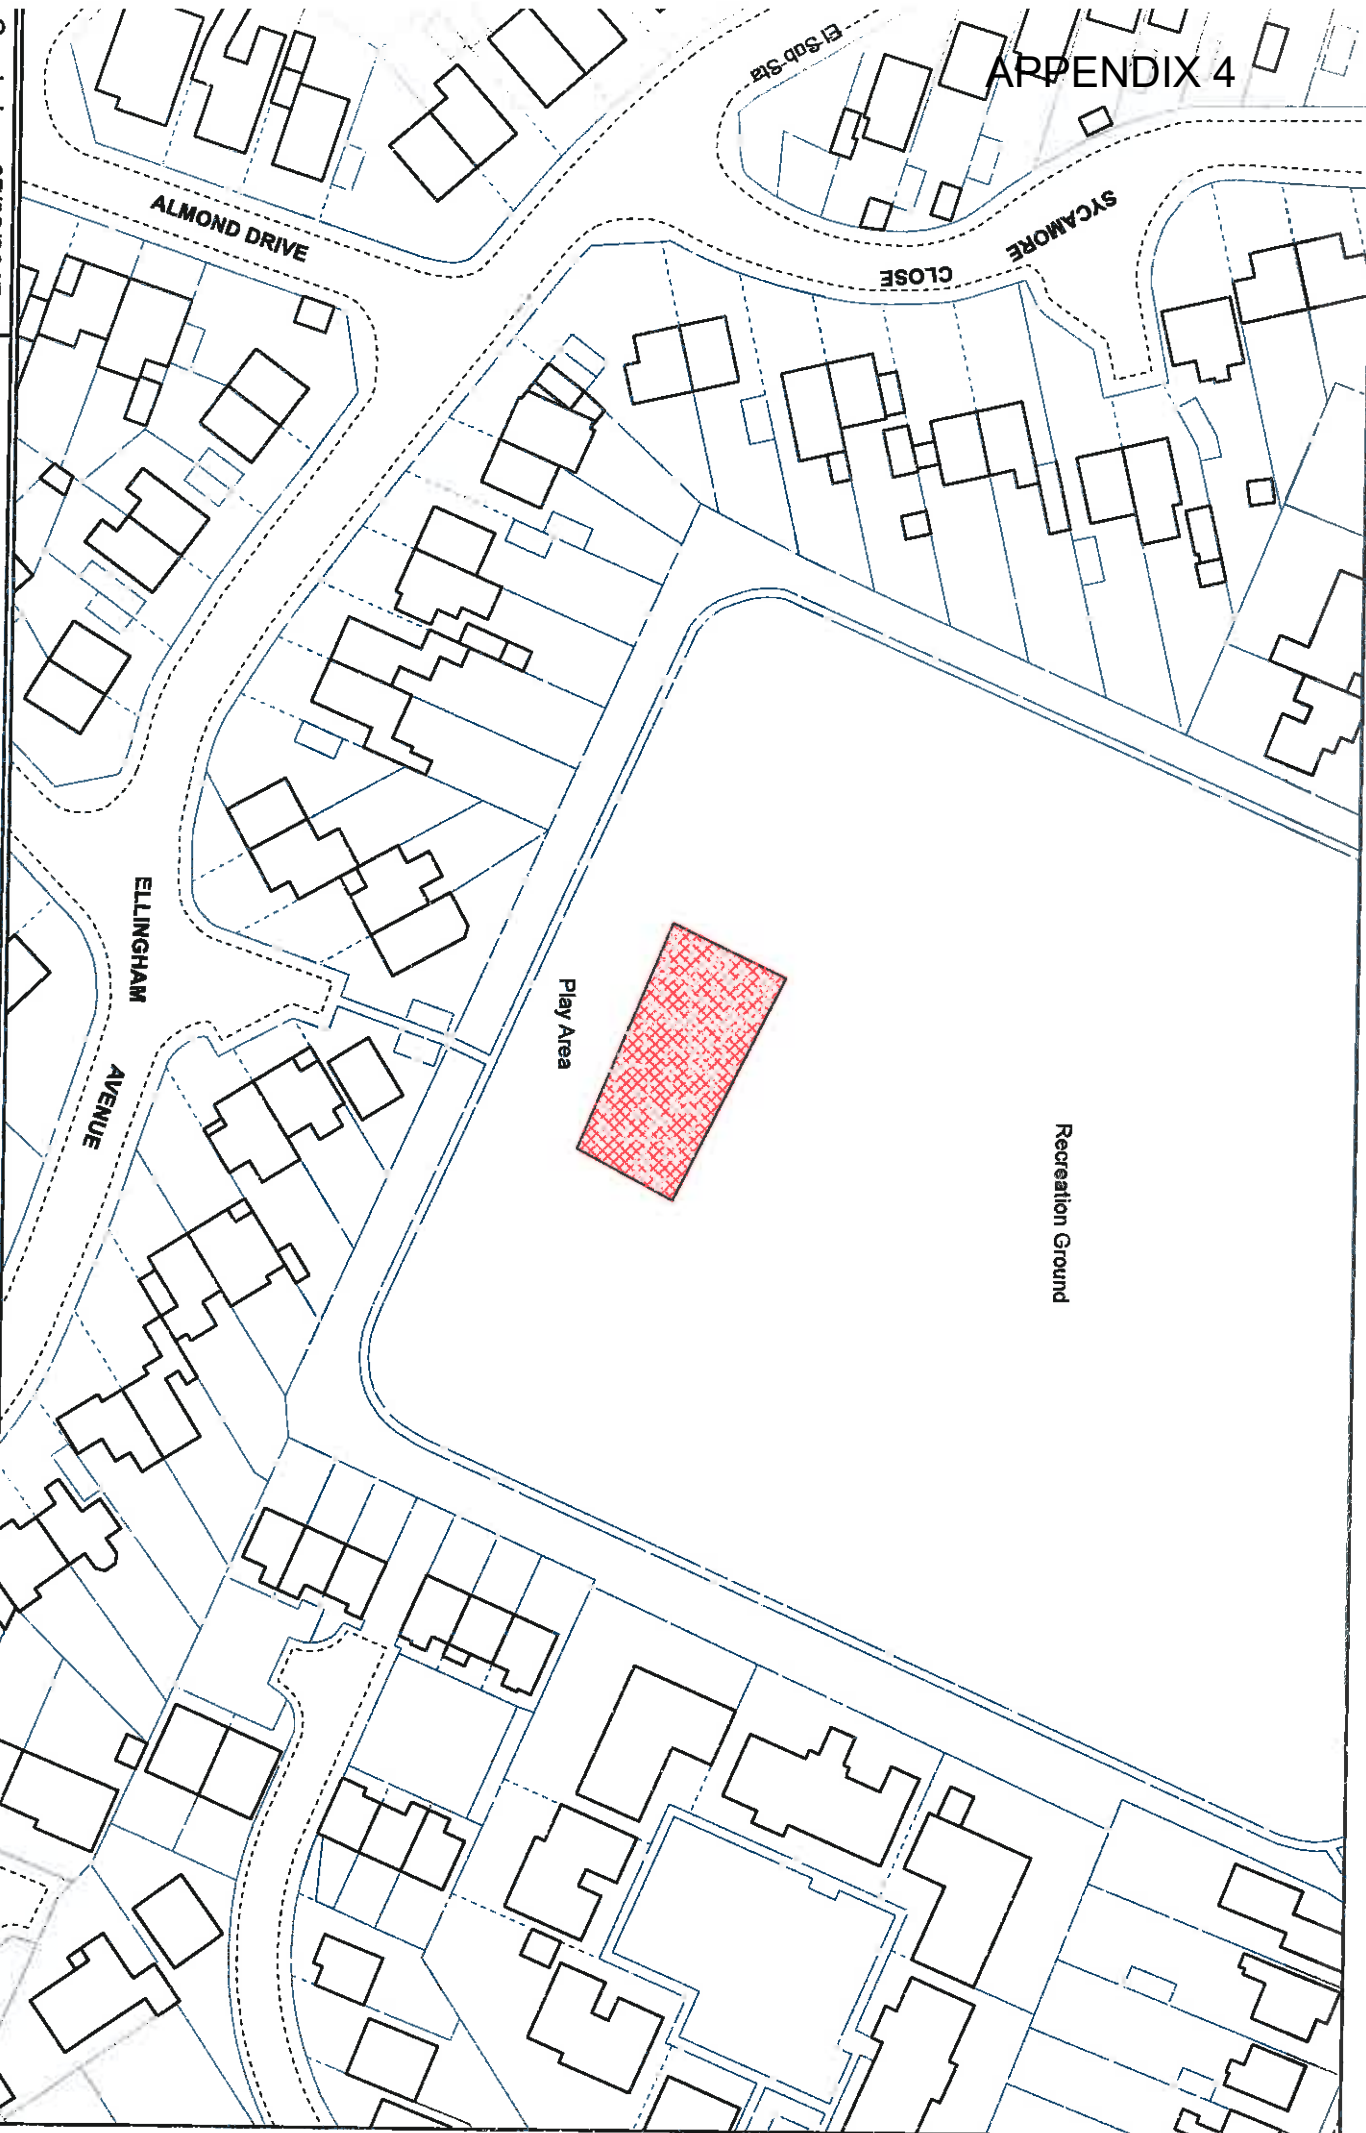 APPENDIX 4
El Sub Sta
ALMOND DRIVE
SYCAMORE
CLOSE
ELLINGHAM
AVENUE
Play Area
Recreation Ground